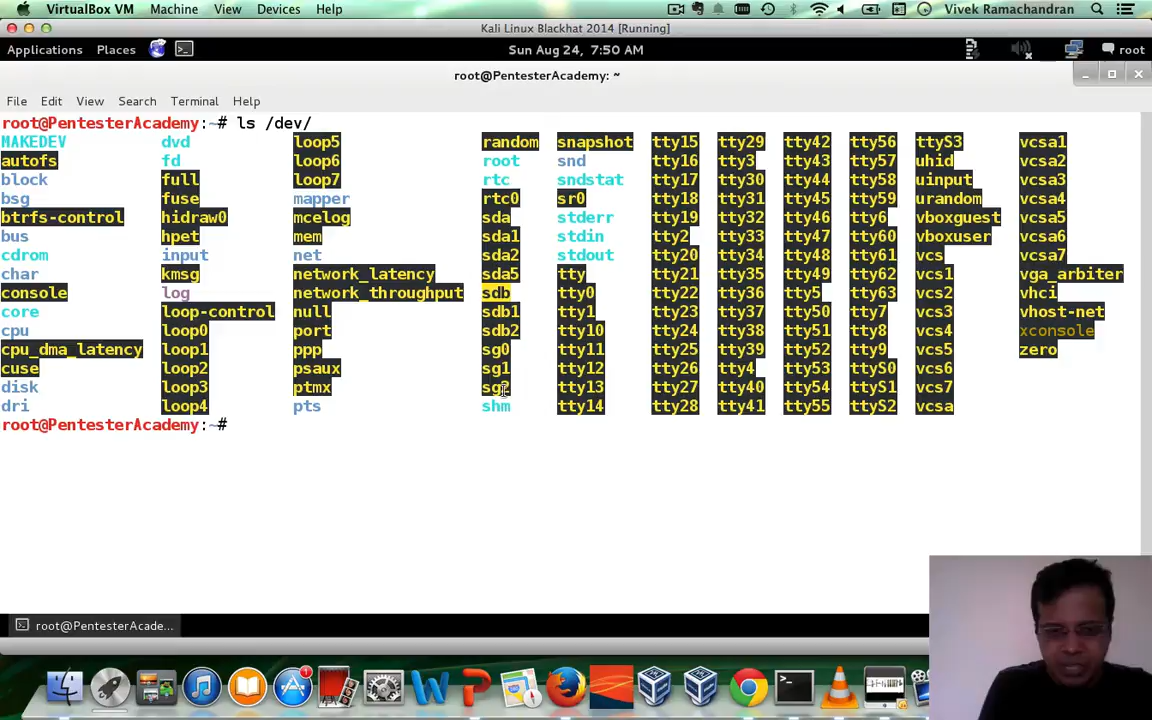 VirtualBox VM Machine View Devices Help Vivek Ramachandran
Kali Linux Blackhat 2014 [Running]
Applications Places Sun Aug 24, 7:50 AM root
root@PentesterAcademy: ~
File Edit View Search Terminal Help
root@PentesterAcademy:~# ls /dev/
MAKEDEV dvd loop5 random snapshot tty15 tty29 tty42 tty56 ttyS3 vcsa1
autofs fd loop6 root snd tty16 tty3 tty43 tty57 uhid vcsa2
block full loop7 rtc sndstat tty17 tty30 tty44 tty58 uinput vcsa3
bsg fuse mapper rtc0 sr0 tty18 tty31 tty45 tty59 urandom vcsa4
btrfs-control hidraw0 mcelog sda stderr tty19 tty32 tty46 tty6 vboxguest vcsa5
bus hpet mem sda1 stdin tty2 tty33 tty47 tty60 vboxuser vcsa6
cdrom input net sda2 stdout tty20 tty34 tty48 tty61 vcs vcsa7
char kmsg network_latency sda5 tty tty21 tty35 tty49 tty62 vcs1 vga_arbiter
console log network_throughput sdb tty0 tty22 tty36 tty5 tty63 vcs2 vhci
core loop-control null sdb1 tty1 tty23 tty37 tty50 tty7 vcs3 vhost-net
cpu loop0 port sdb2 tty10 tty24 tty38 tty51 tty8 vcs4 xconsole
cpu_dma_latency loop1 ppp sg0 tty11 tty25 tty39 tty52 tty9 vcs5 zero
cuse loop2 psaux sg1 tty12 tty26 tty4 tty53 ttyS0 vcs6
disk loop3 ptmx sg2 tty13 tty27 tty40 tty54 ttyS1 vcs7
dri loop4 pts shm tty14 tty28 tty41 tty55 ttyS2 vcsa
root@PentesterAcademy:~#
root@PentesterAcade...